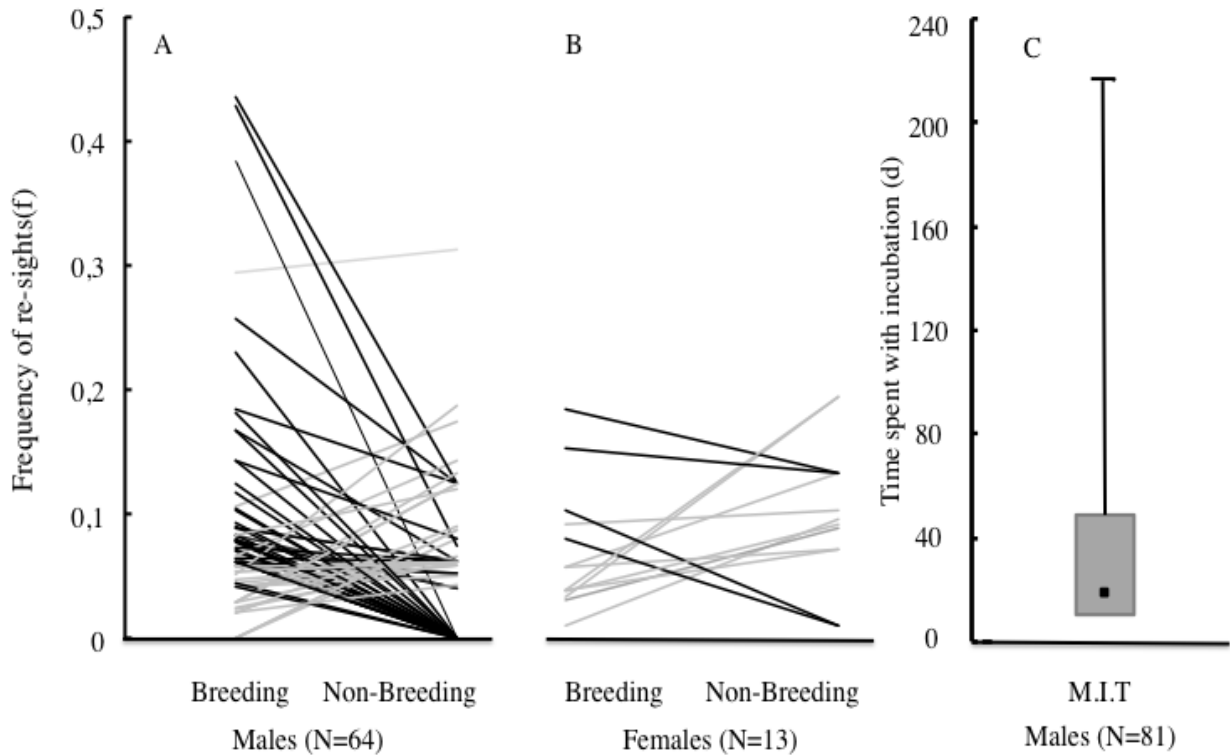 A
B
C
Frequency of re-sights(f)
0,5
0,4
0,3
0,2
0,1
0
Breeding Non-Breeding
Males (N=64)
Breeding Non-Breeding
Females (N=13)
Time spent with incubation (d)
240
200
160
120
80
40
0
M.I.T
Males (N=81)